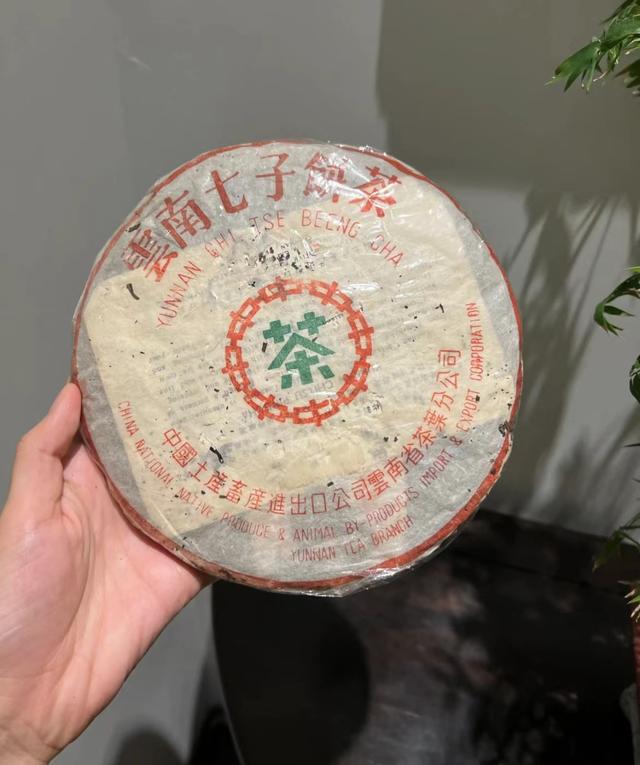 雲南七子餅茶
YUNNAN CHI TSE BEENG CHA
茶
中國土產畜產進出口公司雲南省茶葉分公司
CHINA NATIONAL NATIVE PRODUCE & ANIMAL BY-PRODUCTS IMPORT & EXPORT CORPORATION
YUNNAN TEA BRANCH